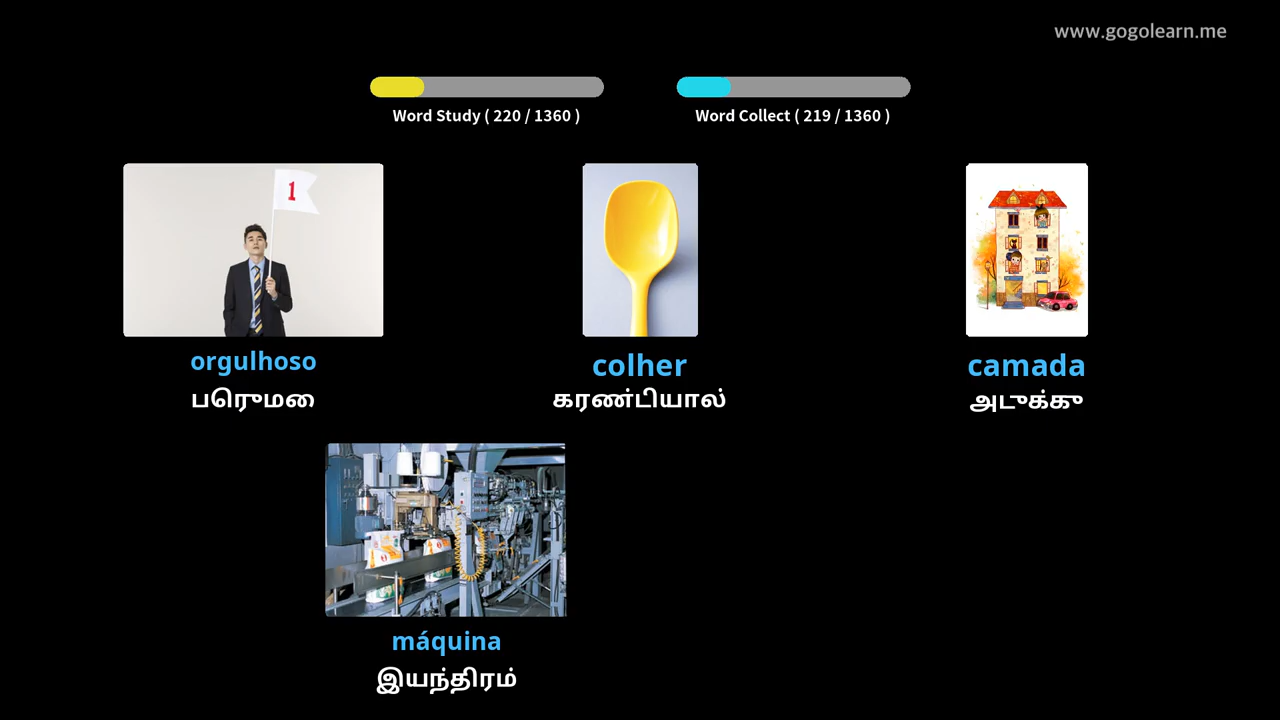 www.gogolearn.me
Word Study ( 220 / 1360 )
Word Collect ( 219 / 1360 )
1
orgulhoso
பெருமை
colher
கரண்டியால்
camada
அடுக்கு
máquina
இயந்திரம்